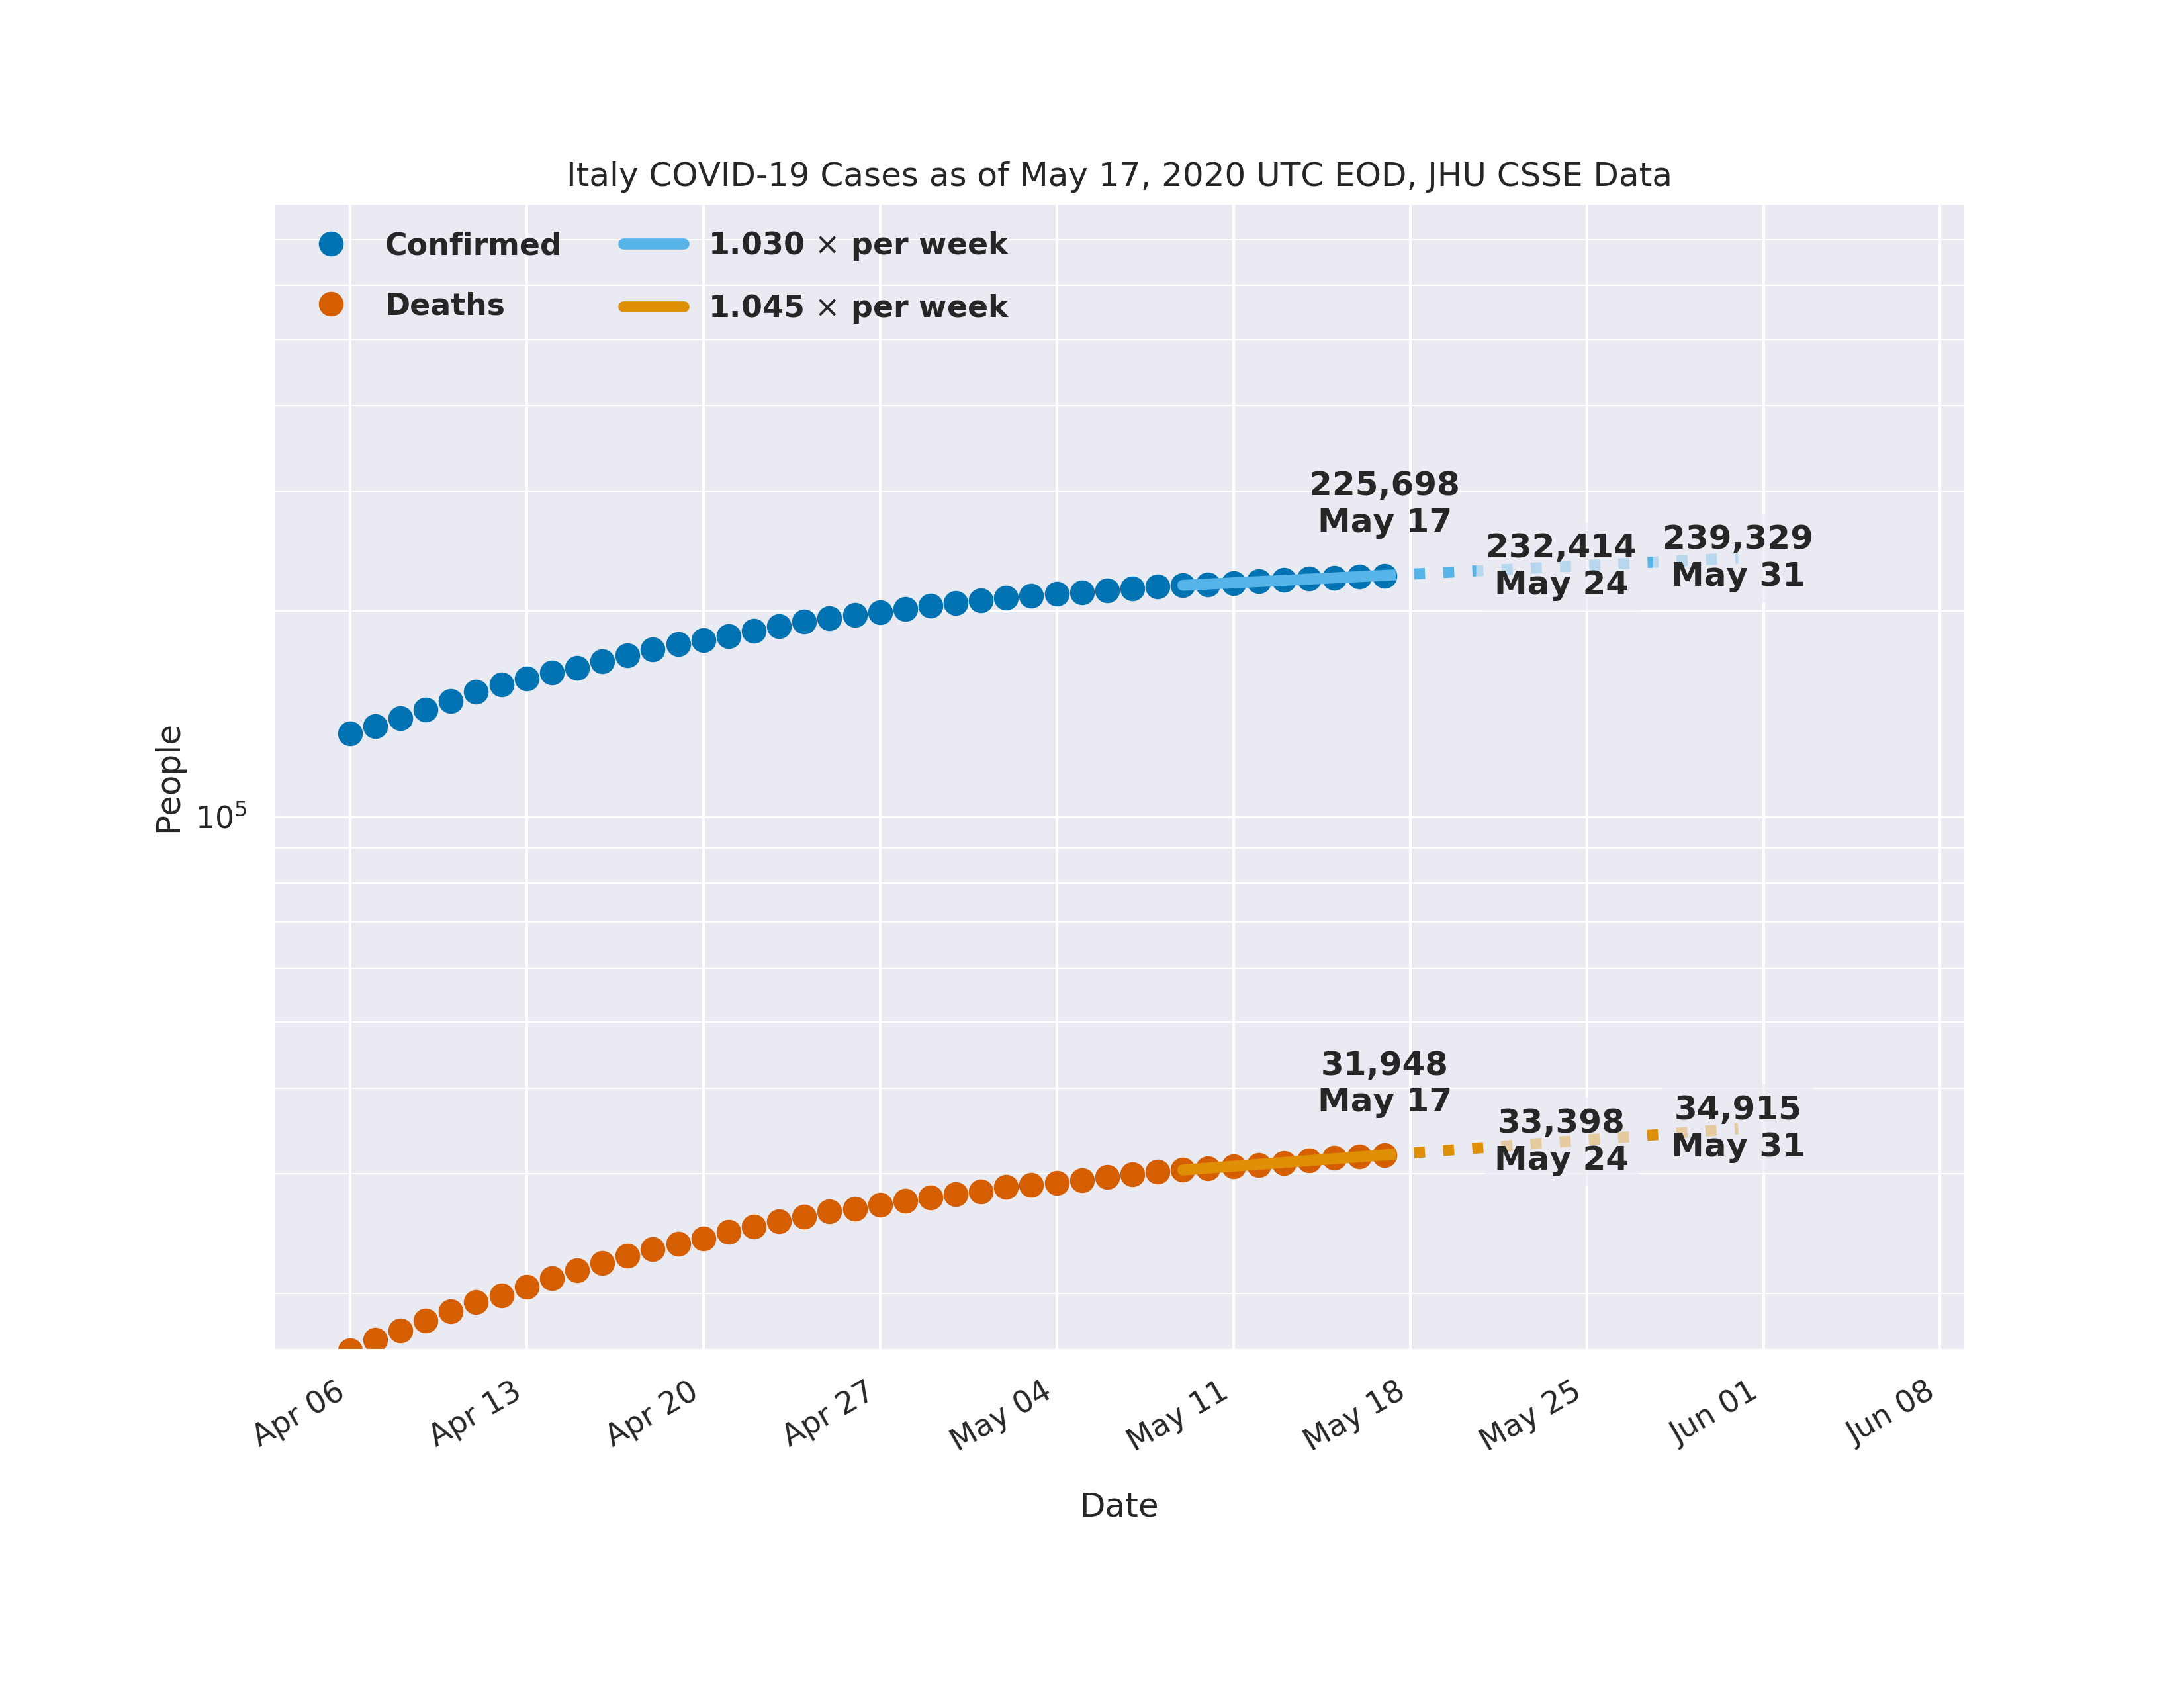 Italy COVID-19 Cases as of May 17, 2020 UTC EOD, JHU CSSE Data
Confirmed
Deaths
1.030 × per week
1.045 × per week
225,698
May 17
232,414
May 24
239,329
May 31
People
10⁵
31,948
May 17
33,398
May 24
34,915
May 31
Apr 06
Apr 13
Apr 20
Apr 27
May 04
May 11
May 18
May 25
Jun 01
Jun 08
Date